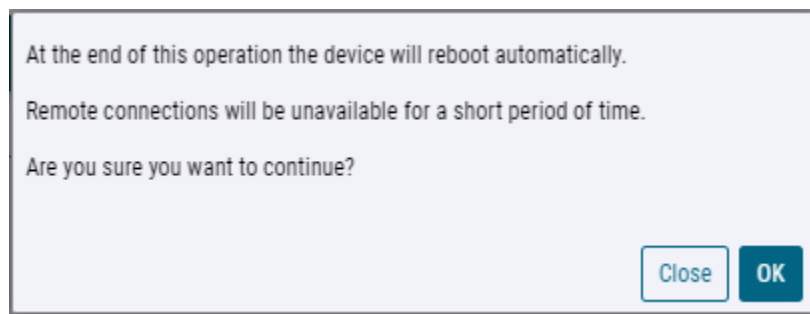 At the end of this operation the device will reboot automatically.
Remote connections will be unavailable for a short period of time.
Are you sure you want to continue?
Close
OK